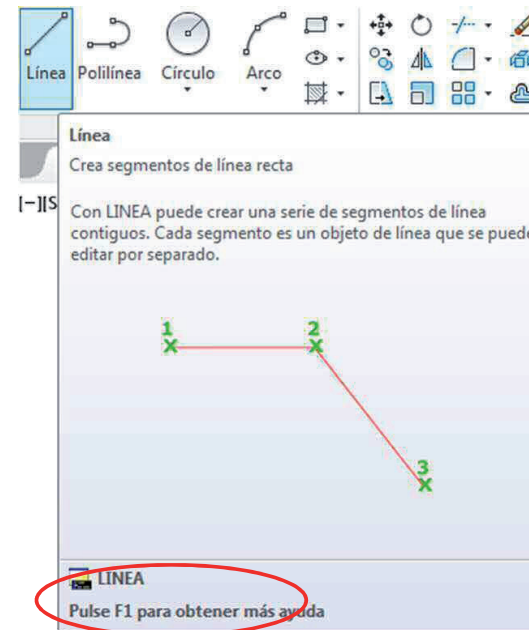 Línea Polilínea Círculo Arco
Línea
Crea segmentos de línea recta
[-][S
Con LINEA puede crear una serie de segmentos de línea
contiguos. Cada segmento es un objeto de línea que se puede
editar por separado.
1
2
3
LINEA
Pulse F1 para obtener más ayuda